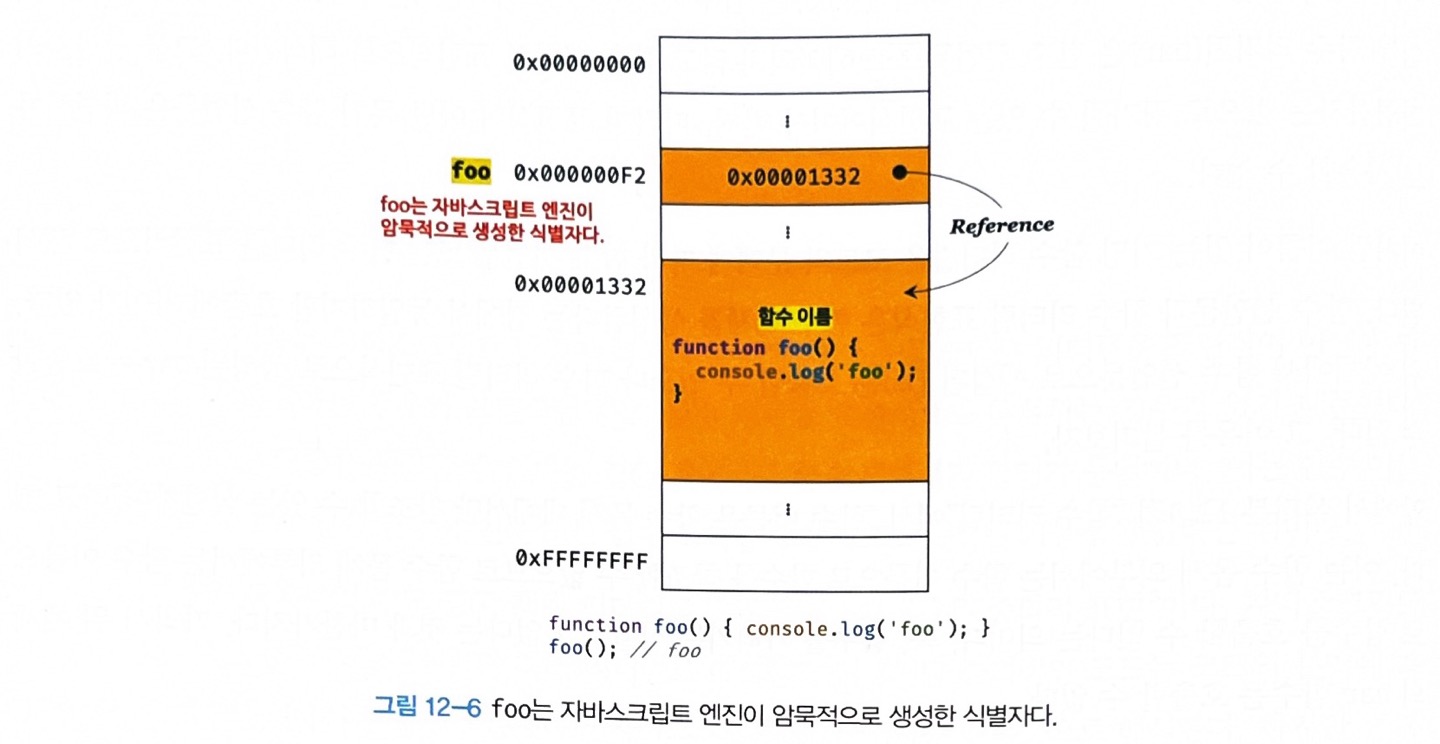 0x00000000
⋮
foo 0x000000F2 0x00001332
foo는 자바스크립트 엔진이
암묵적으로 생성한 식별자다.
⋮
Reference
0x00001332
함수 이름
function foo() {
console.log('foo');
}
⋮
0xFFFFFFFF
function foo() { console.log('foo'); }
foo(); // foo
그림 12-6 foo는 자바스크립트 엔진이 암묵적으로 생성한 식별자다.